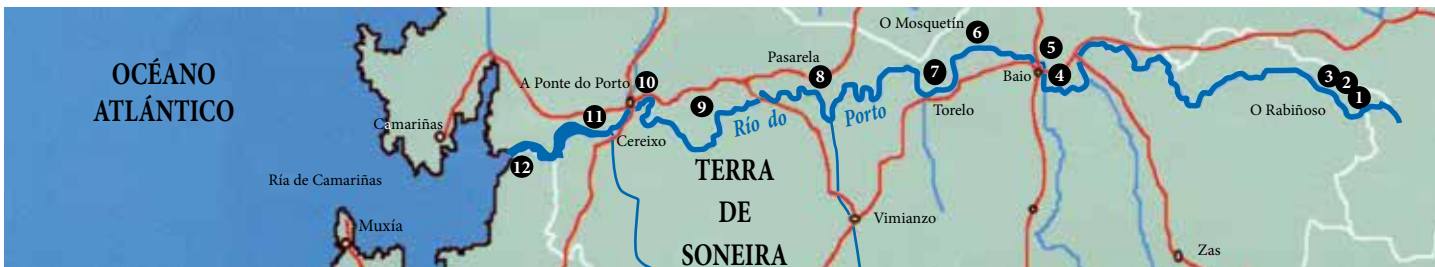 OCÉANO
ATLÁNTICO
Camariñas
Ría de Camariñas
Muxía
12
11
A Ponte do Porto
10
Cereixo
9
Pasarela
8
Río do Porto
TERRA
DE
SONEIRA
Vimianzo
O Mosquetín
6
7
Torelo
5
Baio
4
O Rabiñoso
3
2
1
Zas